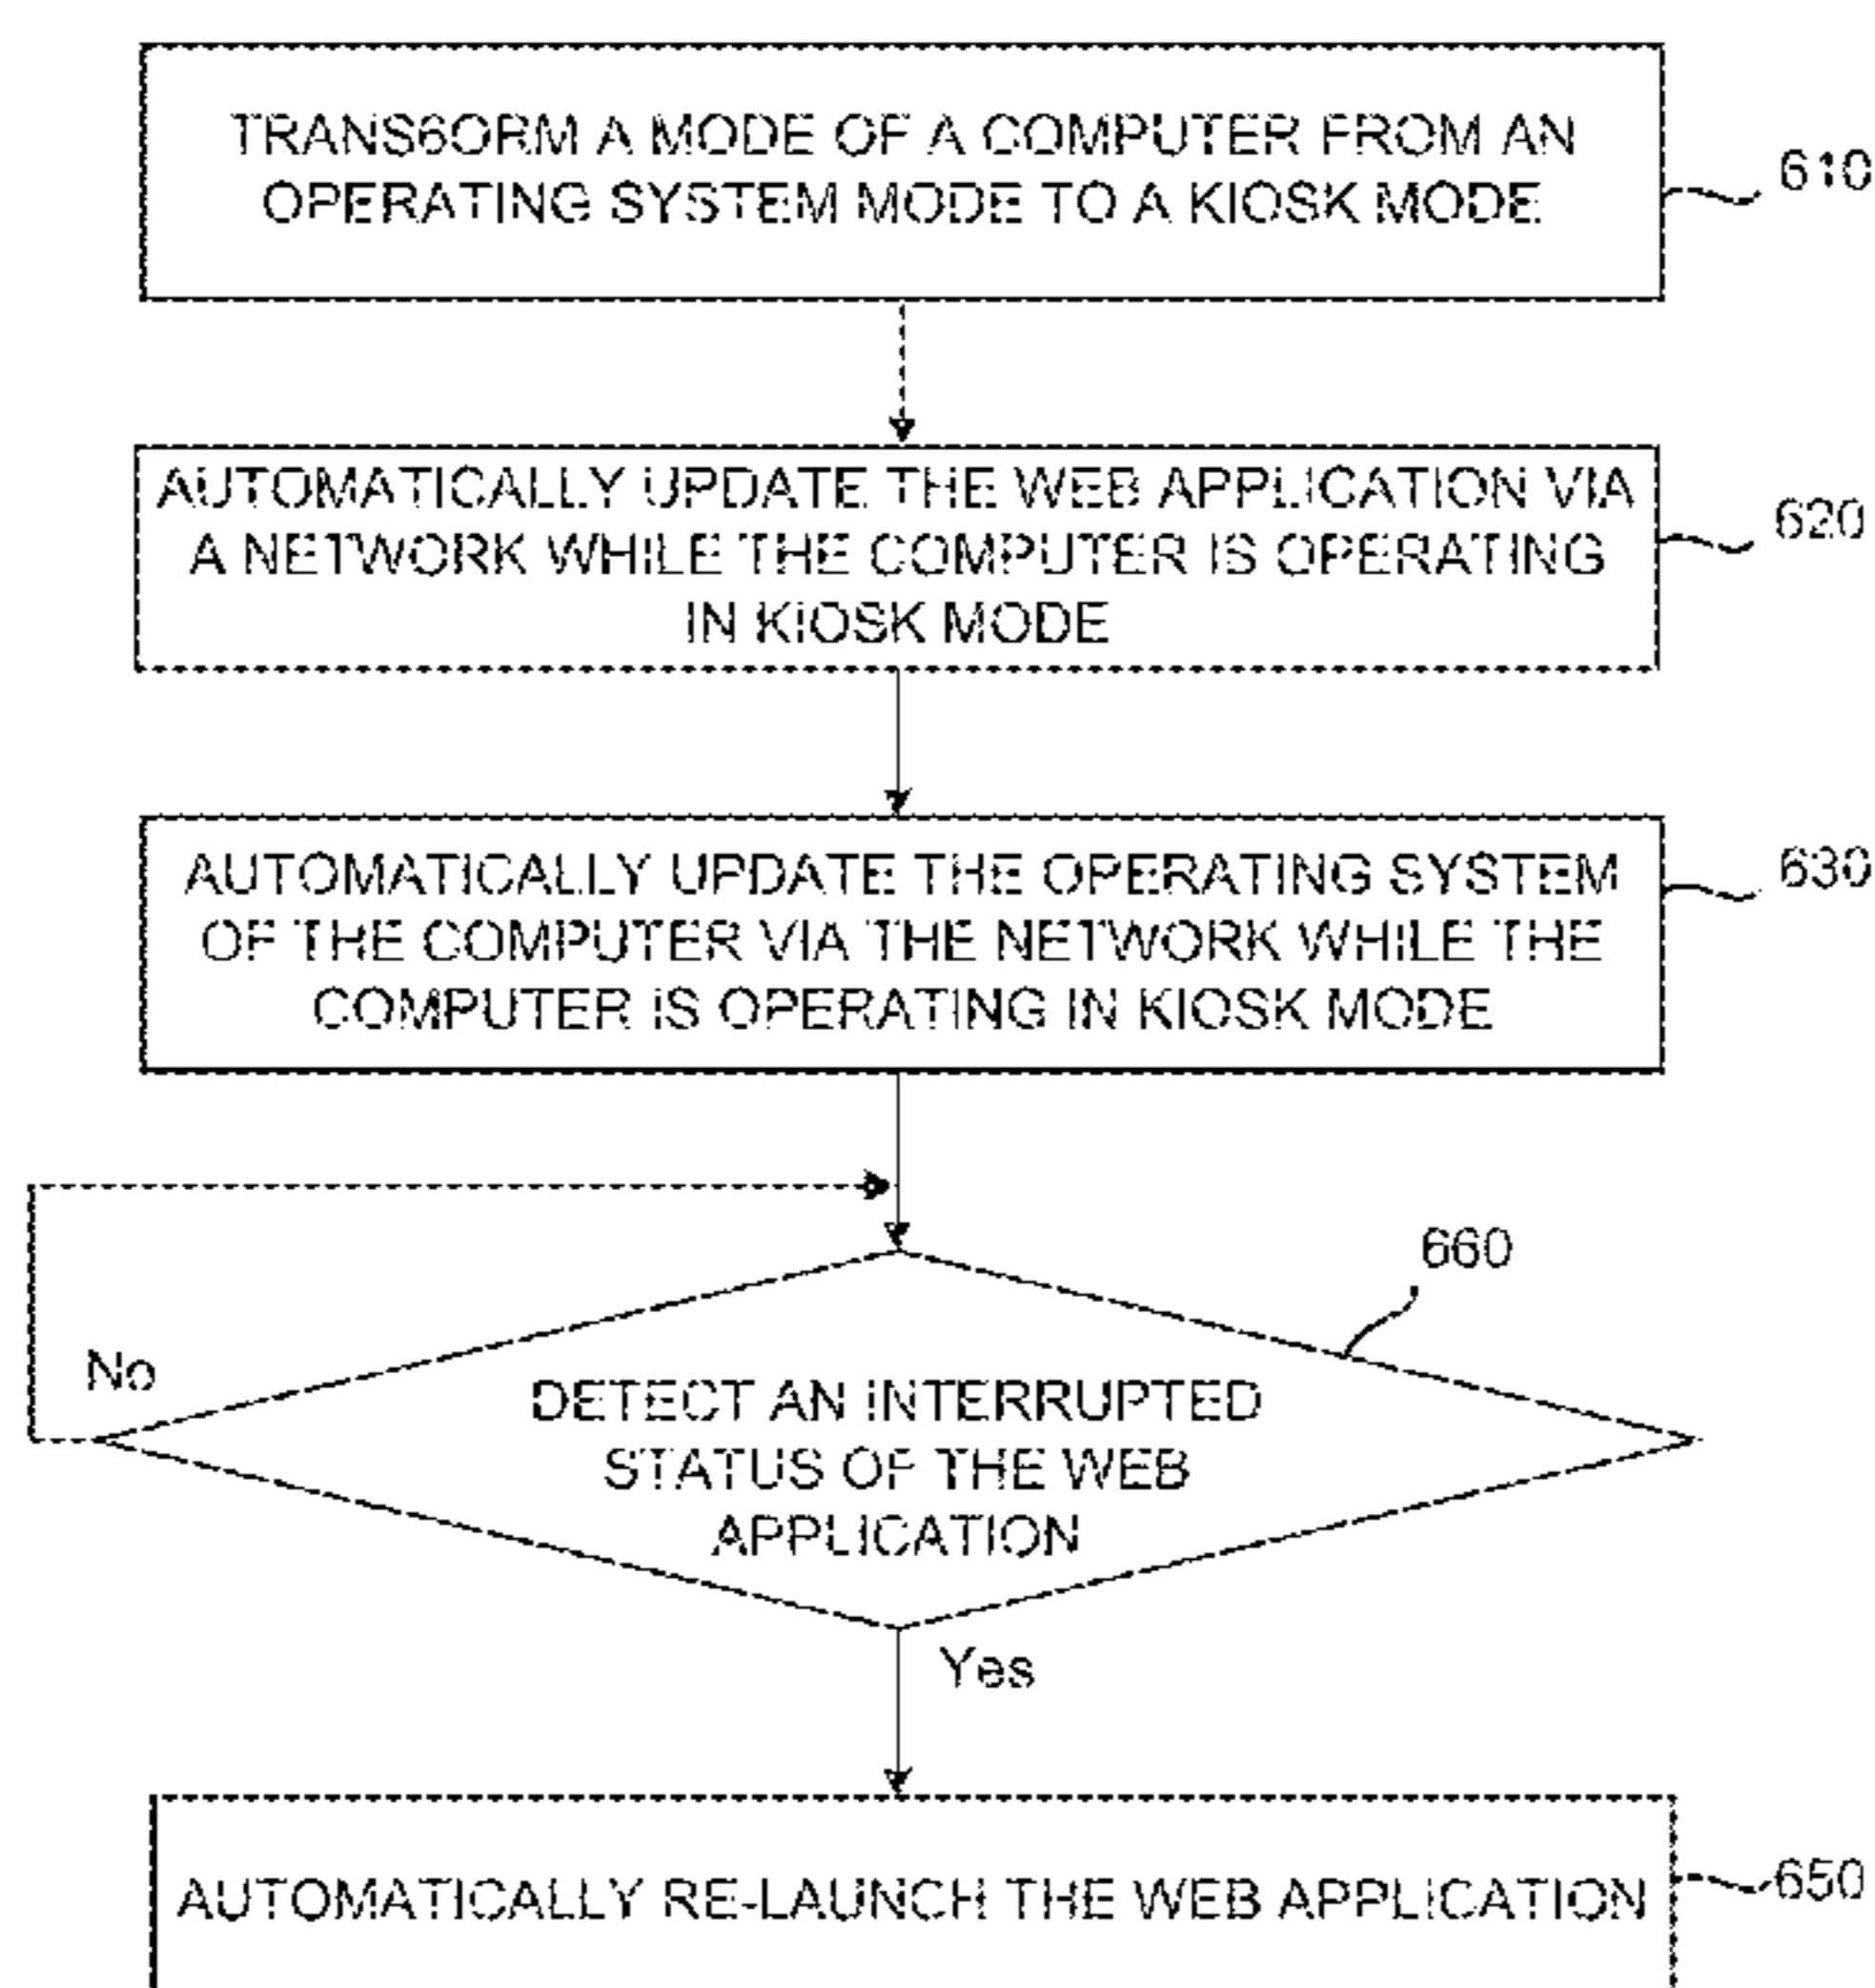 TRANS6ORM A MODE OF A COMPUTER FROM AN
OPERATING SYSTEM MODE TO A KIOSK MODE
610
AUTOMATICALLY UPDATE THE WEB APPLICATION VIA
A NETWORK WHILE THE COMPUTER IS OPERATING
IN KIOSK MODE
620
AUTOMATICALLY UPDATE THE OPERATING SYSTEM
OF THE COMPUTER VIA THE NETWORK WHILE THE
COMPUTER IS OPERATING IN KIOSK MODE
630
660
No
DETECT AN INTERRUPTED
STATUS OF THE WEB
APPLICATION
Yes
AUTOMATICALLY RE-LAUNCH THE WEB APPLICATION
650